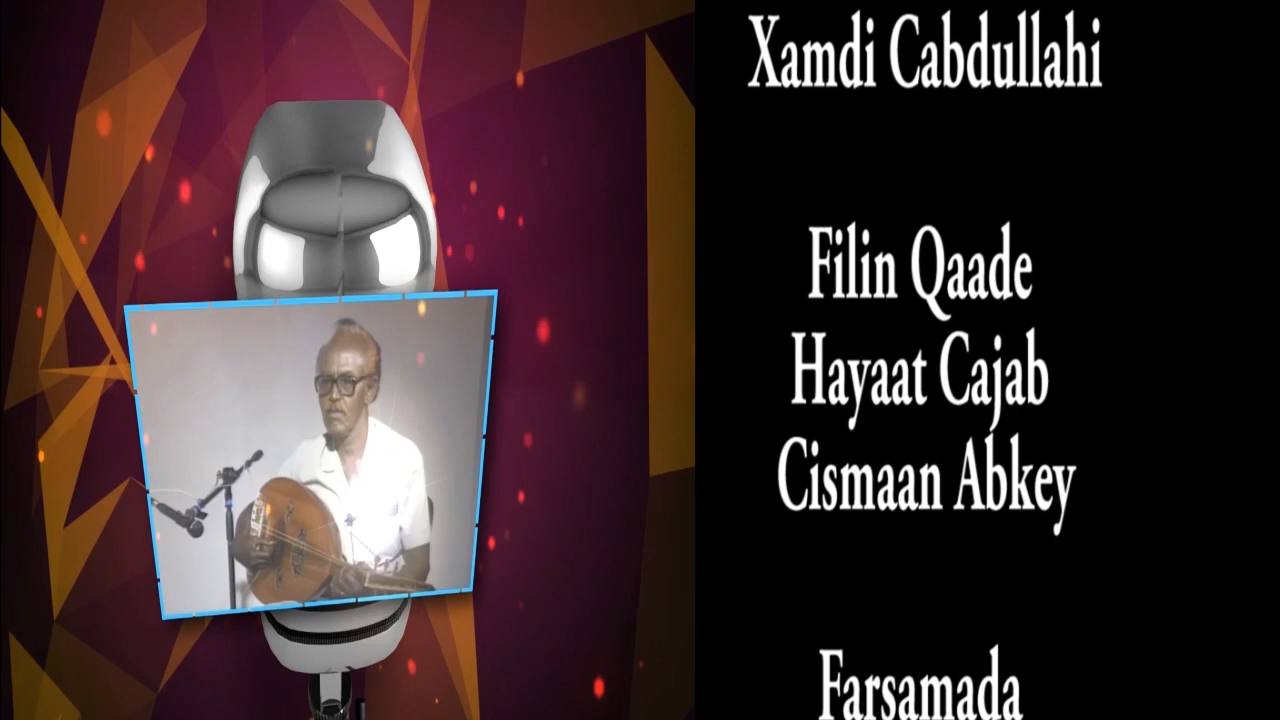 Xamdi Cabdullahi
Filin Qaade
Hayaat Cajab
Cismaan Abkey
Farsamada